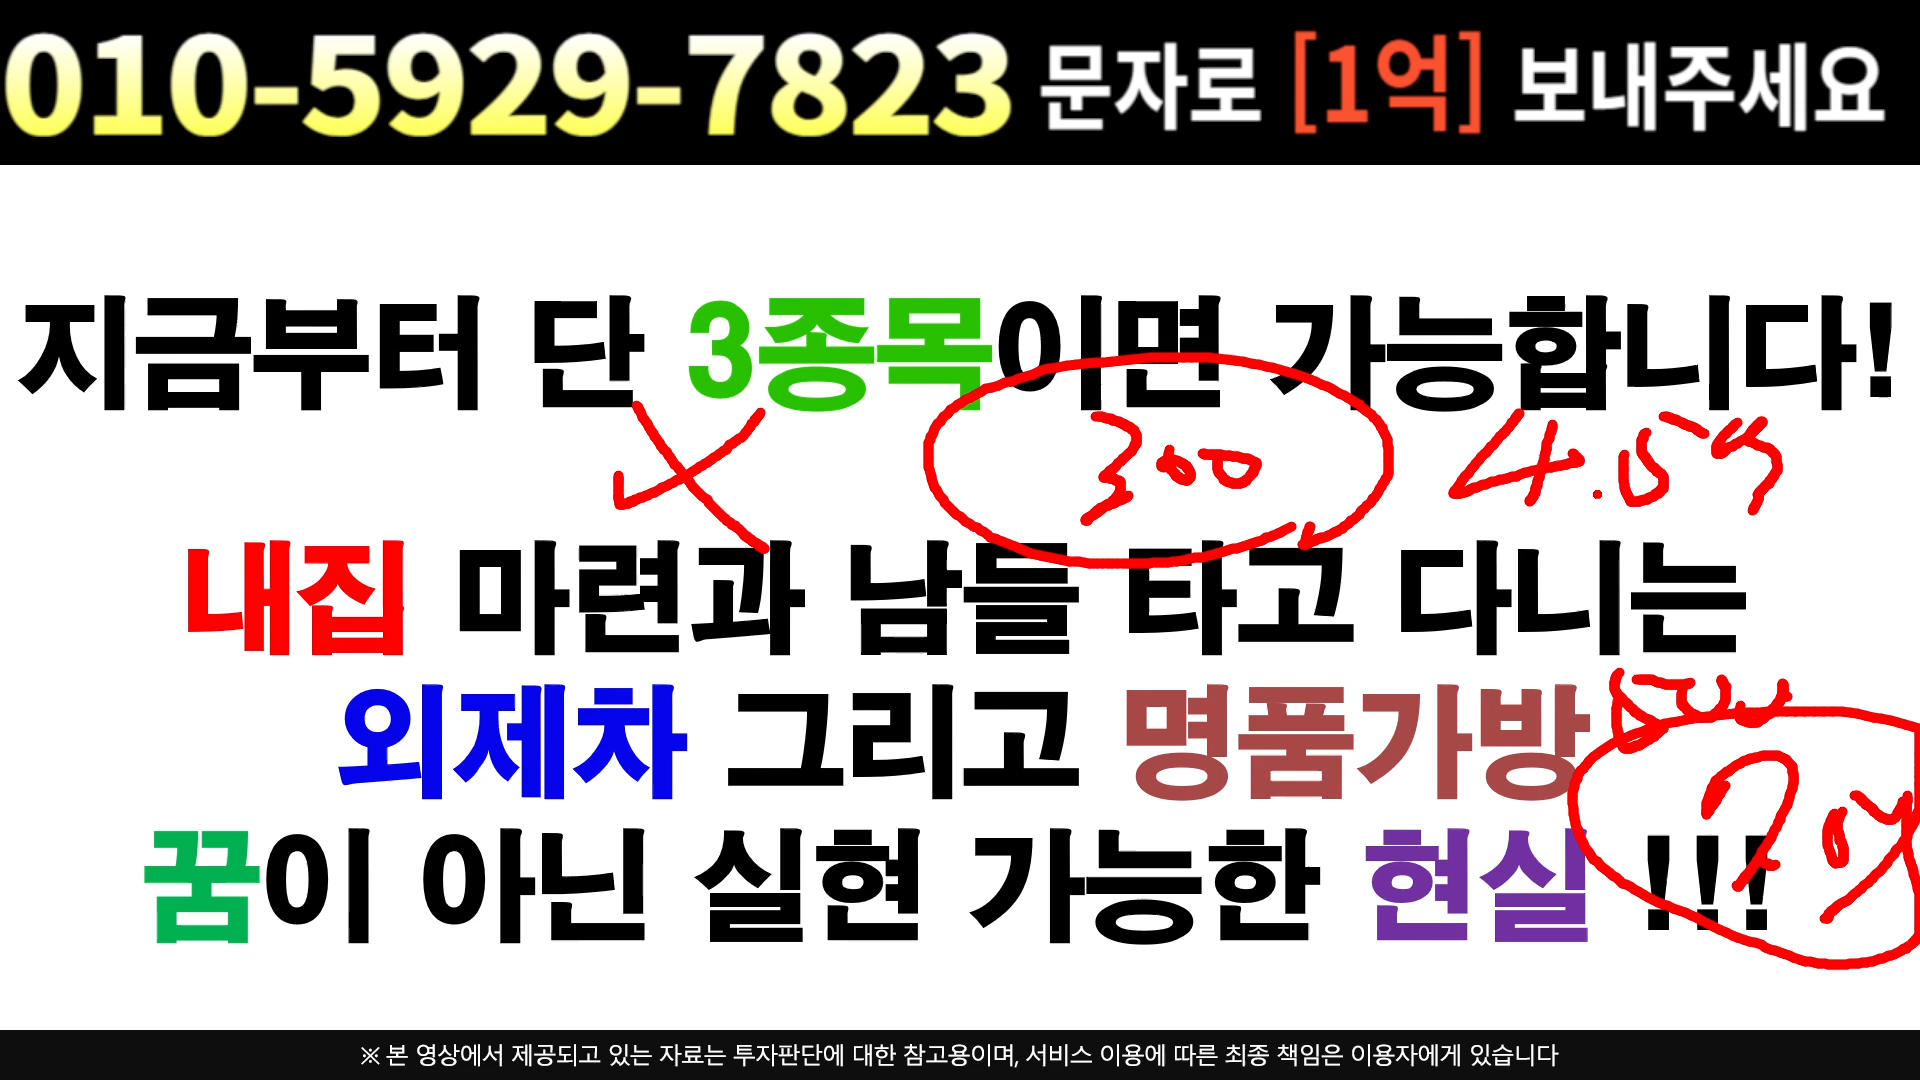 010-5929-7823 문자로 [1억] 보내주세요
지금부터 단 3종목이면 가능합니다!
300 4.5억
내집 마련과 남들 타고 다니는
외제차 그리고 명품가방
500
꿈이 아닌 실현 가능한 현실 !!!
※ 본 영상에서 제공되고 있는 자료는 투자판단에 대한 참고용이며, 서비스 이용에 따른 최종 책임은 이용자에게 있습니다